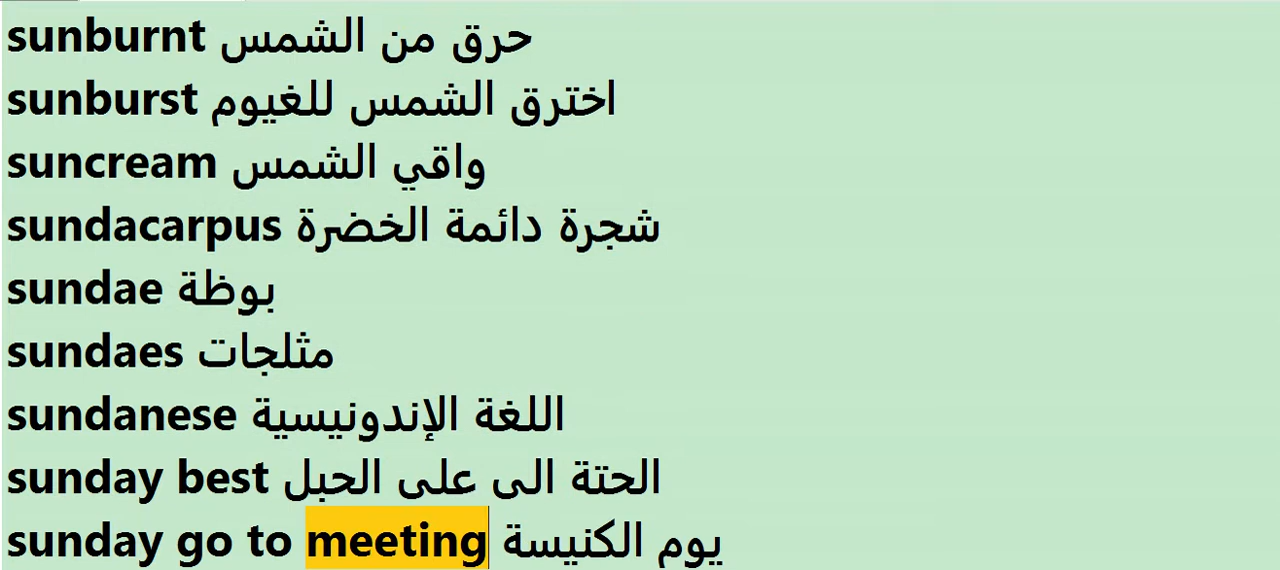 sunburnt حرق من الشمس
sunburst اخترق الشمس للغيوم
suncream واقي الشمس
sundacarpus شجرة دائمة الخضرة
sundae بوظة
sundaes مثلجات
sundanese اللغة الإندونيسية
sunday best الحتة الى على الحبل
sunday go to meeting يوم الكنيسة